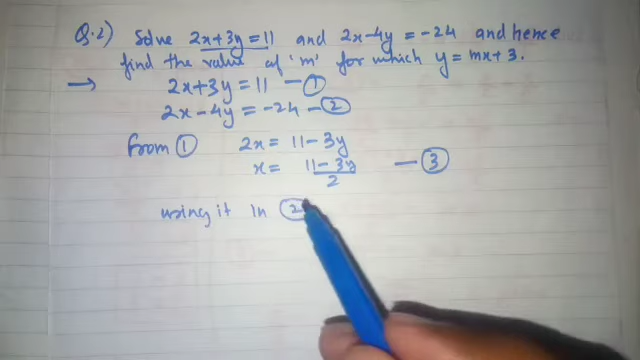 Q.2) Solve 2x+3y=11 and 2x-4y=-24 and hence
find the value of 'm' for which y=mx+3.
→ 2x+3y=11 —①
2x-4y=-24 —②
From ① 2x= 11-3y
x= 11-3y/2 —③
using it in ②